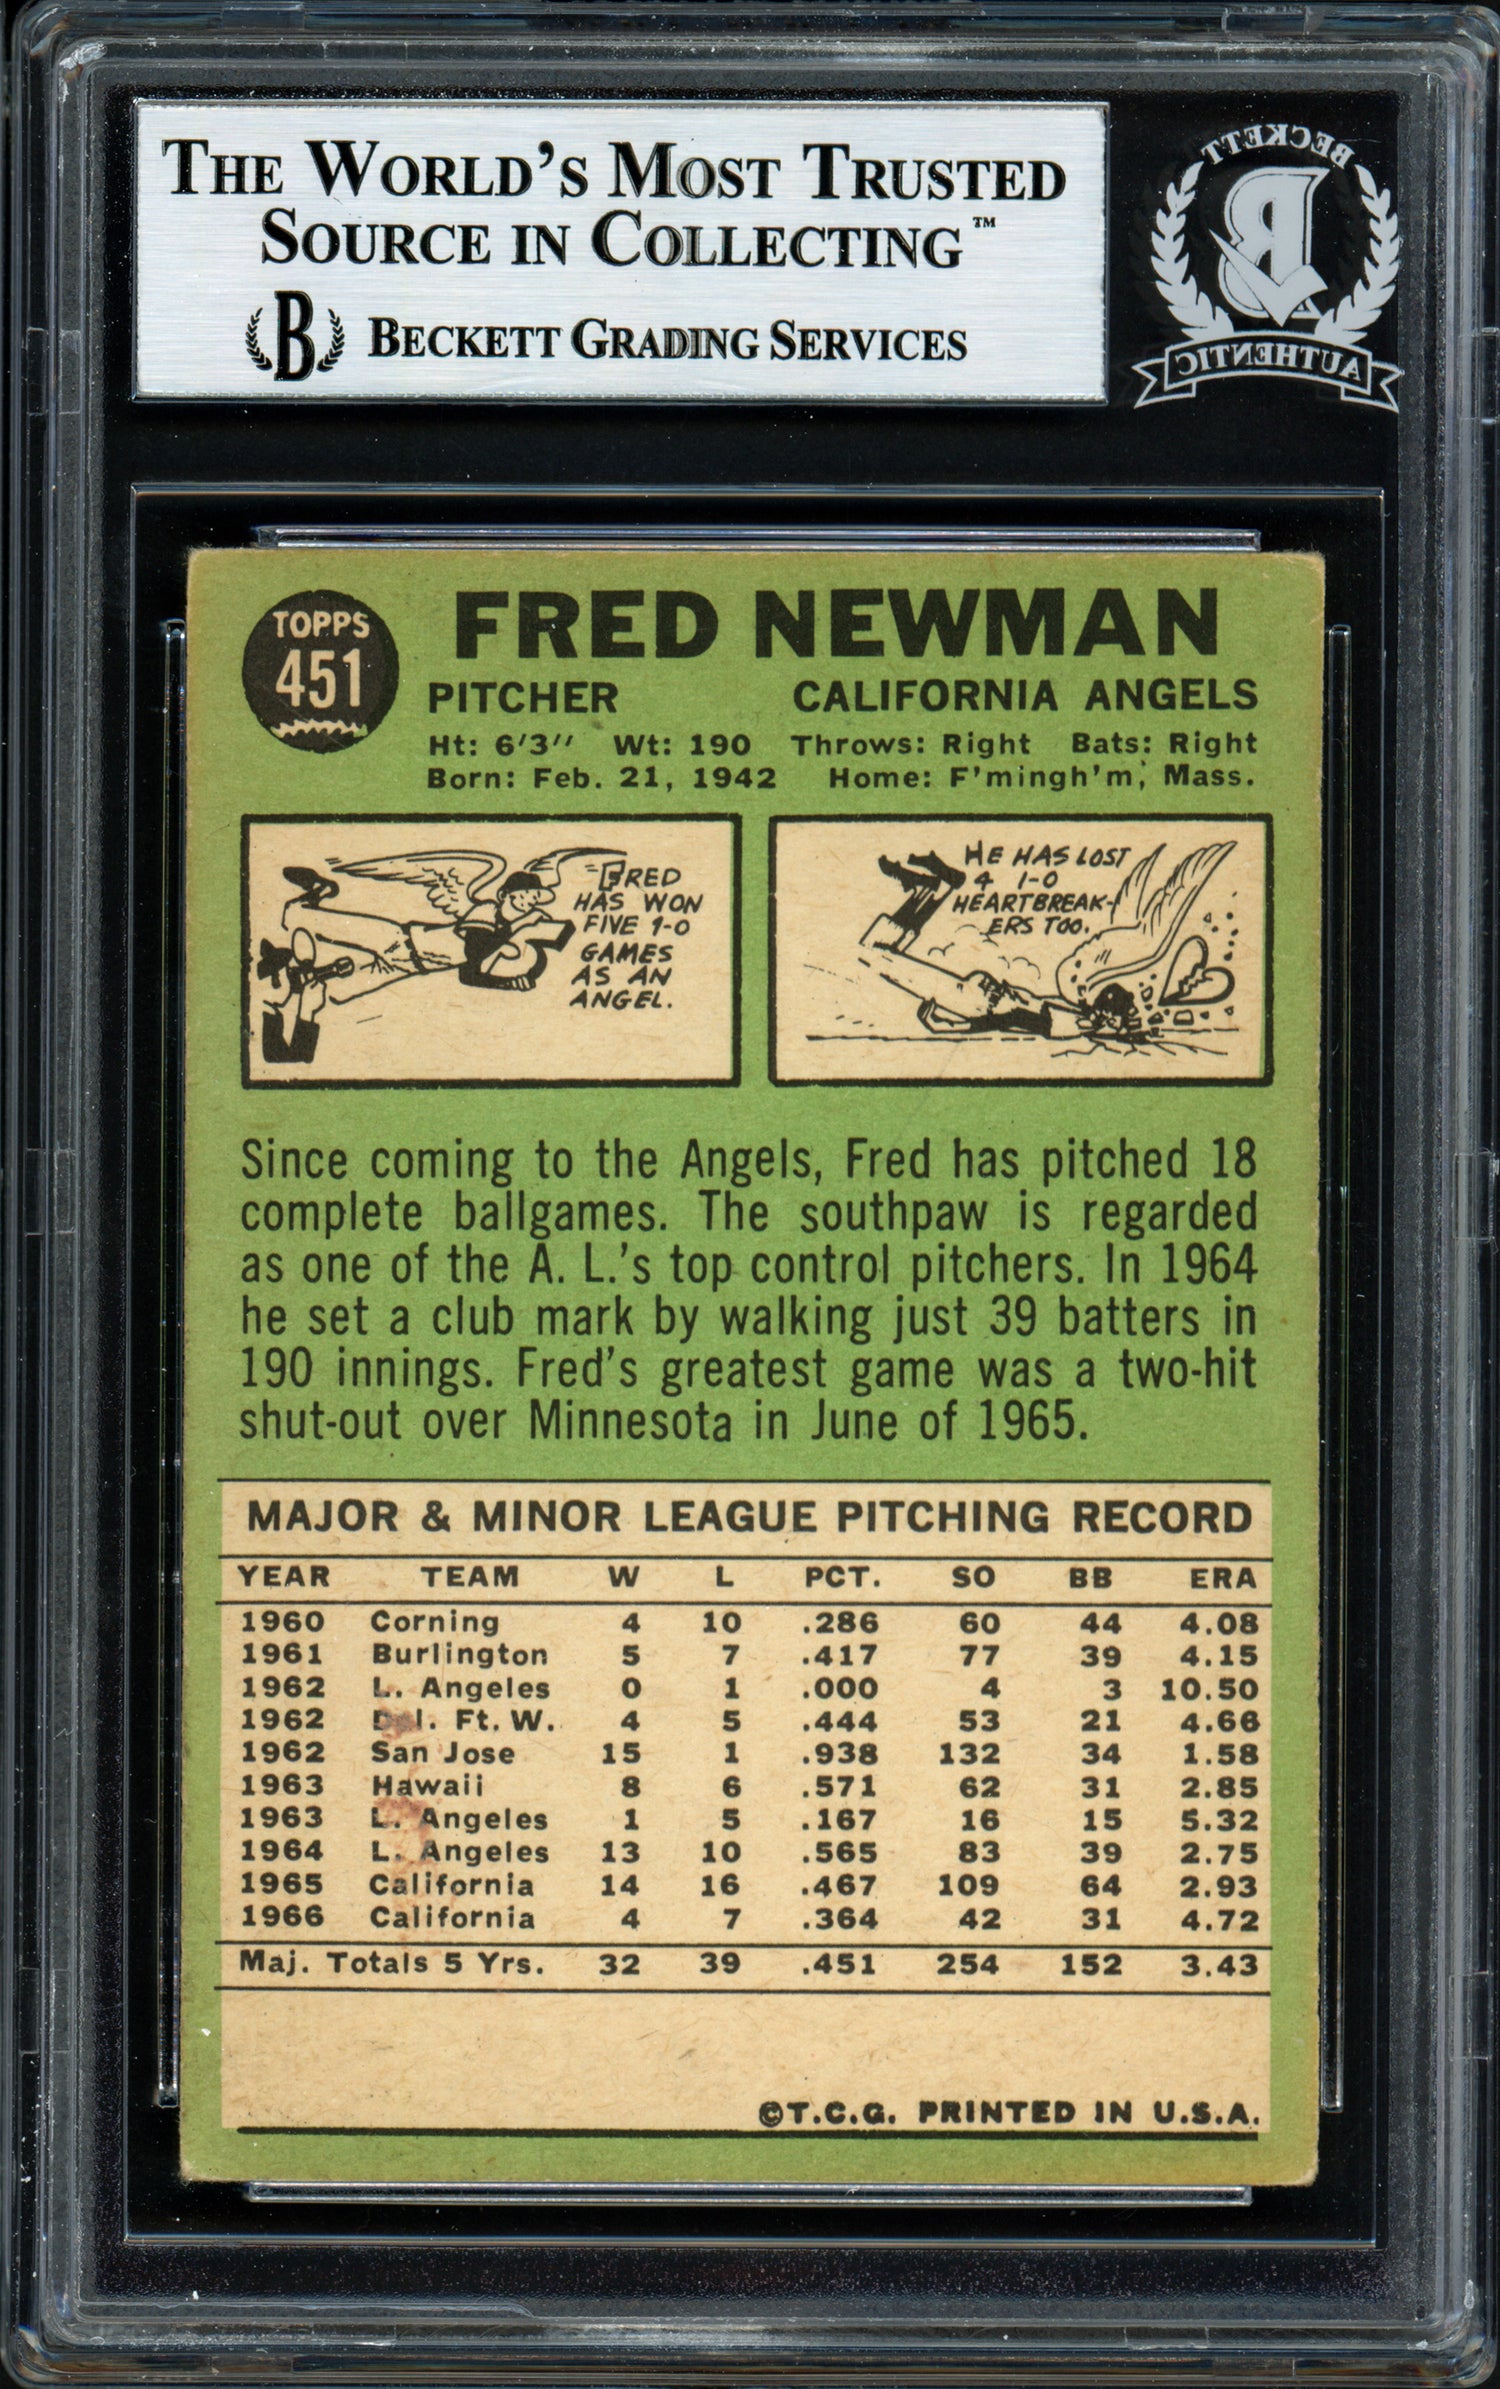 THE WORLD'S MOST TRUSTED
SOURCE IN COLLECTING™
B BECKETT GRADING SERVICES
BECKETT
B
AUTHENTIC
TOPPS
451
FRED NEWMAN
PITCHER CALIFORNIA ANGELS
Ht: 6'3" Wt: 190 Throws: Right Bats: Right
Born: Feb. 21, 1942 Home: F'mingh'm, Mass.
FRED
HAS WON
FIVE 1-0
GAMES
AS AN
ANGEL.
HE HAS LOST
4 1-0
HEARTBREAK-
ERS TOO.
Since coming to the Angels, Fred has pitched 18
complete ballgames. The southpaw is regarded
as one of the A. L.'s top control pitchers. In 1964
he set a club mark by walking just 39 batters in
190 innings. Fred's greatest game was a two-hit
shut-out over Minnesota in June of 1965.
MAJOR & MINOR LEAGUE PITCHING RECORD
YEAR TEAM W L PCT. SO BB ERA
1960 Corning 4 10 .286 60 44 4.08
1961 Burlington 5 7 .417 77 39 4.15
1962 L. Angeles 0 1 .000 4 3 10.50
1962 Dal. Ft. W. 4 5 .444 53 21 4.66
1962 San Jose 15 1 .938 132 34 1.58
1963 Hawaii 8 6 .571 62 31 2.85
1963 L. Angeles 1 5 .167 16 15 5.32
1964 L. Angeles 13 10 .565 83 39 2.75
1965 California 14 16 .467 109 64 2.93
1966 California 4 7 .364 42 31 4.72
Maj. Totals 5 Yrs. 32 39 .451 254 152 3.43
©T.C.G. PRINTED IN U.S.A.